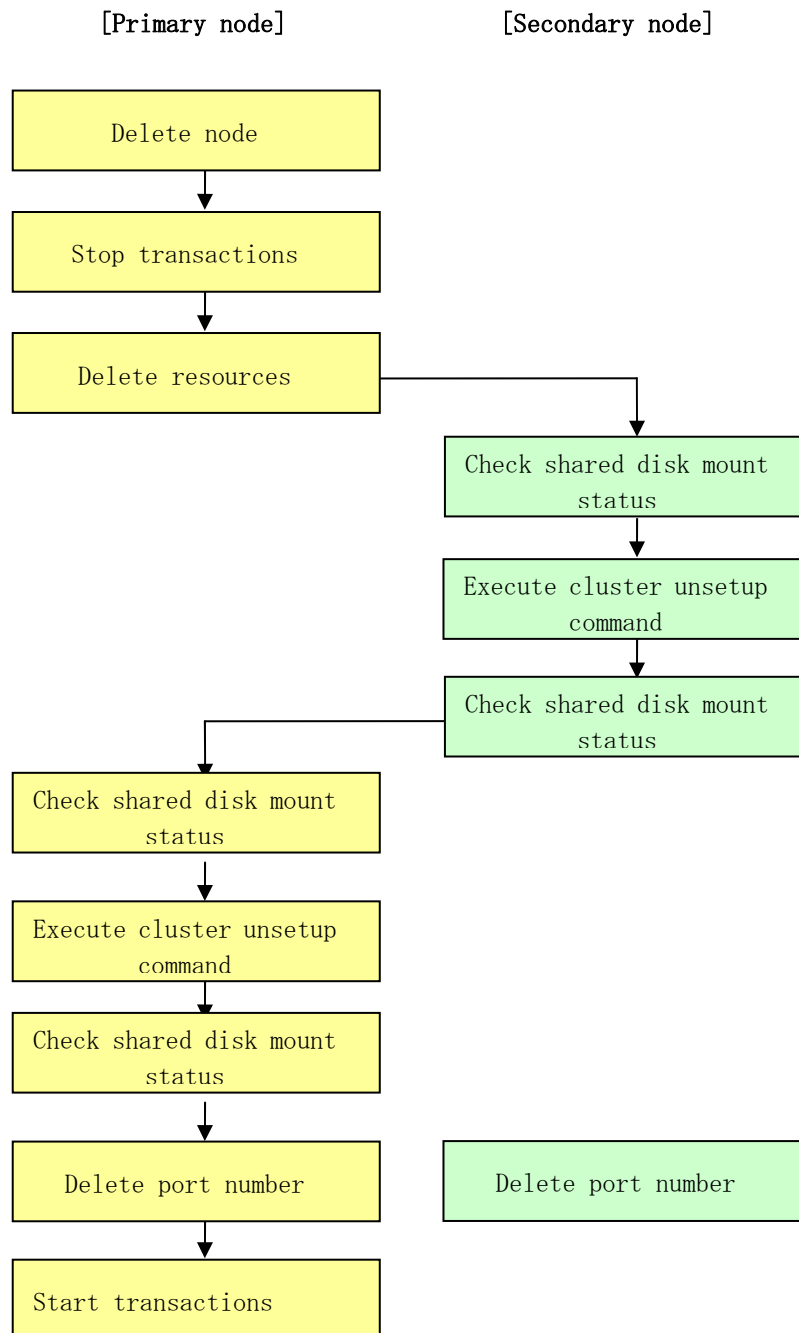 [Primary node]
[Secondary node]
Delete node
Stop transactions
Delete resources
Check shared disk mount
status
Execute cluster unsetup
command
Check shared disk mount
status
Check shared disk mount
status
Execute cluster unsetup
command
Check shared disk mount
status
Delete port number
Delete port number
Start transactions